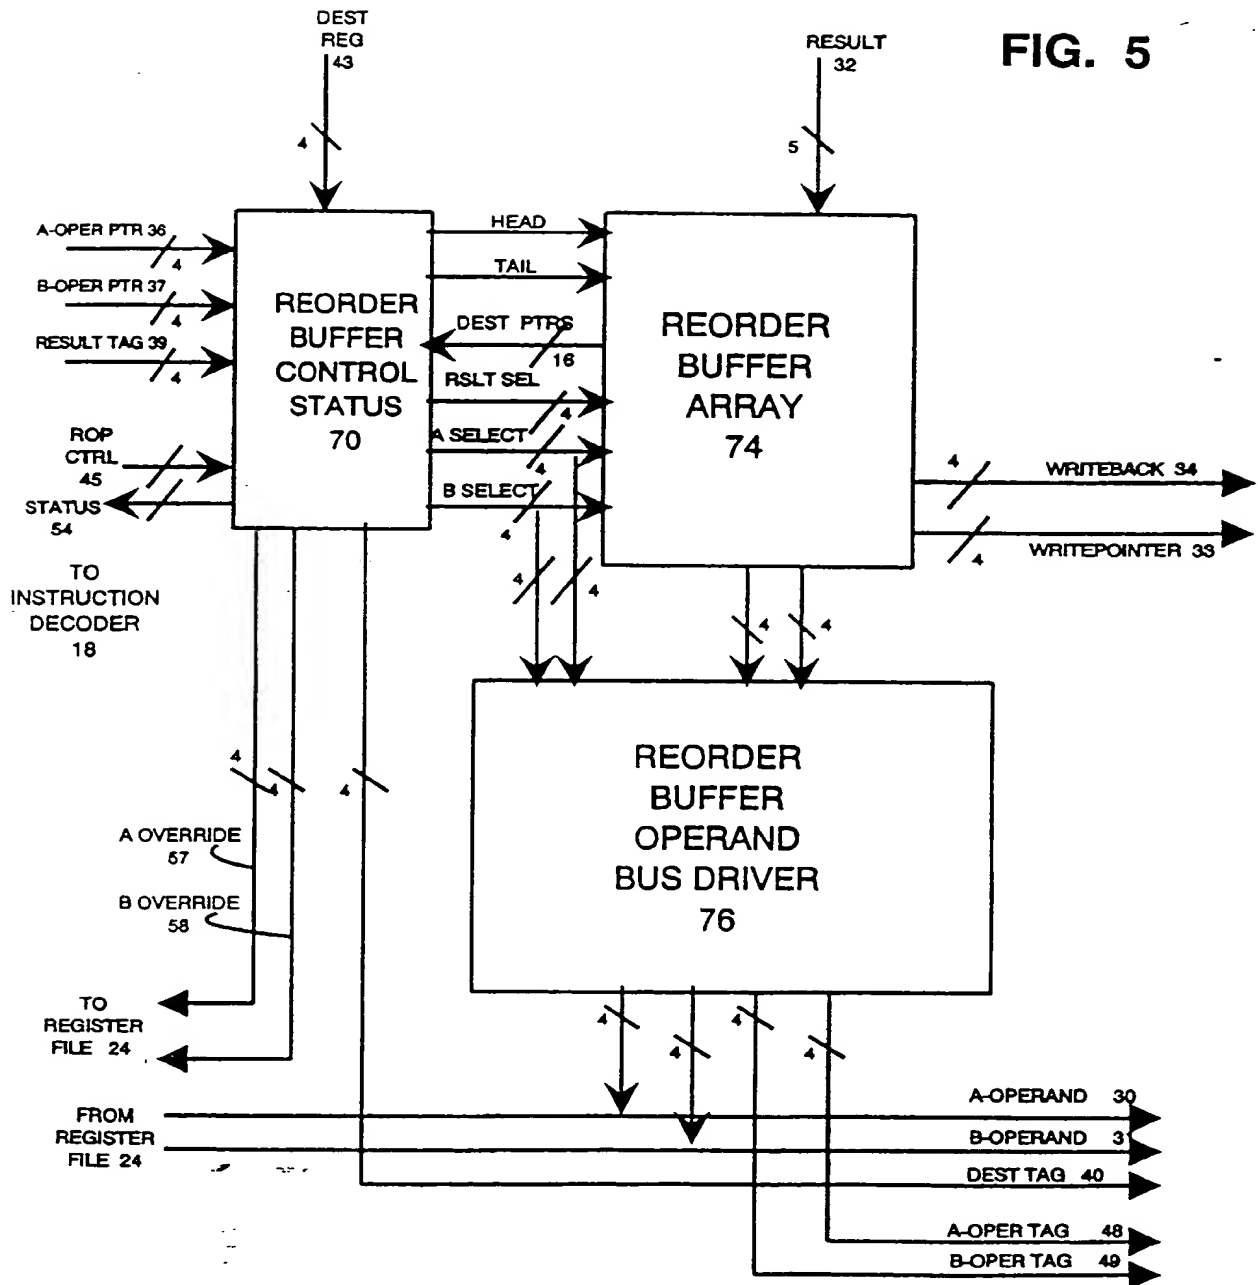 DEST
REG
43
RESULT
32
FIG. 5
4
5
A-OPER PTR 36
4
B-OPER PTR 37
4
RESULT TAG 39
4
ROP
CTRL
45
STATUS
54
TO
INSTRUCTION
DECODER
18
REORDER
BUFFER
CONTROL
STATUS
70
HEAD
TAIL
DEST PTRS
16
RSLT SEL
4
A SELECT
4
B SELECT
4
REORDER
BUFFER
ARRAY
74
4
WRITEBACK 34
4
WRITEPOINTER 33
4
4
4
4
REORDER
BUFFER
OPERAND
BUS DRIVER
76
4
4
4
A OVERRIDE
57
B OVERRIDE
58
TO
REGISTER
FILE 24
4
4
4
4
FROM
REGISTER
FILE 24
A-OPERAND 30
B-OPERAND 3
DEST TAG 40
A-OPER TAG 48
B-OPER TAG 49